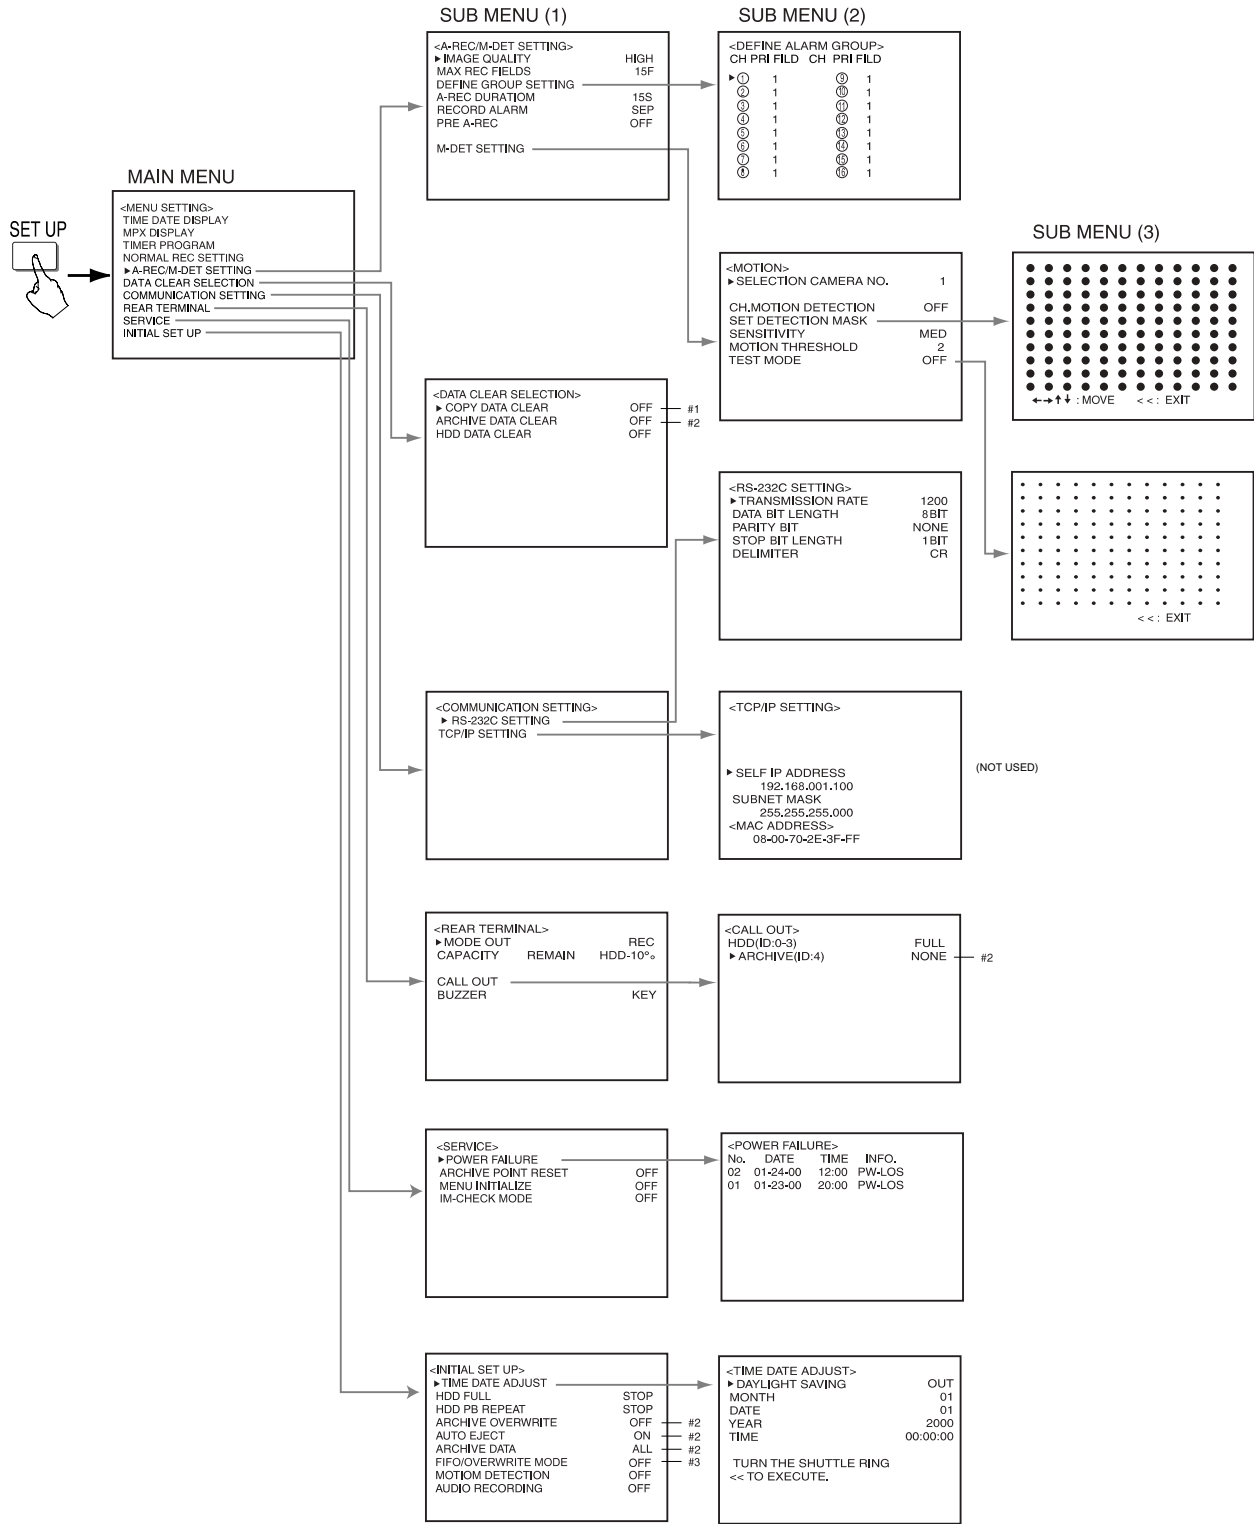 SUB MENU (1)
SUB MENU (2)
<A-REC/M-DET SETTING>
▶IMAGE QUALITY HIGH
MAX REC FIELDS 15F
DEFINE GROUP SETTING
A-REC DURATIOM 15S
RECORD ALARM SEP
PRE A-REC OFF
M-DET SETTING
<DEFINE ALARM GROUP>
CH PRI FILD CH PRI FILD
▶① 1 ⑨ 1
② 1 ⑩ 1
③ 1 ⑪ 1
④ 1 ⑫ 1
⑤ 1 ⑬ 1
⑥ 1 ⑭ 1
⑦ 1 ⑮ 1
⑧ 1 ⑯ 1
MAIN MENU
SET UP
<MENU SETTING>
TIME DATE DISPLAY
MPX DISPLAY
TIMER PROGRAM
NORMAL REC SETTING
▶A-REC/M-DET SETTING
DATA CLEAR SELECTION
COMMUNICATION SETTING
REAR TERMINAL
SERVICE
INITIAL SET UP
SUB MENU (3)
<MOTION>
▶SELECTION CAMERA NO. 1
CH.MOTION DETECTION OFF
SET DETECTION MASK
SENSITIVITY MED
MOTION THRESHOLD 2
TEST MODE OFF
←→↑↓ : MOVE << : EXIT
<DATA CLEAR SELECTION>
▶COPY DATA CLEAR OFF #1
ARCHIVE DATA CLEAR OFF #2
HDD DATA CLEAR OFF
<RS-232C SETTING>
▶TRANSMISSION RATE 1200
DATA BIT LENGTH 8BIT
PARITY BIT NONE
STOP BIT LENGTH 1BIT
DELIMITER CR
<< : EXIT
<COMMUNICATION SETTING>
▶RS-232C SETTING
TCP/IP SETTING
<TCP/IP SETTING>
▶SELF IP ADDRESS
192.168.001.100
SUBNET MASK
255.255.255.000
<MAC ADDRESS>
08-00-70-2E-3F-FF
(NOT USED)
<REAR TERMINAL>
▶MODE OUT REC
CAPACITY REMAIN HDD-10%
CALL OUT
BUZZER KEY
<CALL OUT>
HDD(ID:0-3) FULL
▶ARCHIVE(ID:4) NONE #2
<SERVICE>
▶POWER FAILURE
ARCHIVE POINT RESET OFF
MENU INITIALIZE OFF
IM-CHECK MODE OFF
<POWER FAILURE>
No. DATE TIME INFO.
02 01-24-00 12:00 PW-LOS
01 01-23-00 20:00 PW-LOS
<INITIAL SET UP>
▶TIME DATE ADJUST
HDD FULL STOP
HDD PB REPEAT STOP
ARCHIVE OVERWRITE OFF #2
AUTO EJECT ON #2
ARCHIVE DATA ALL #2
FIFO/OVERWRITE MODE OFF #3
MOTIOM DETECTION OFF
AUDIO RECORDING OFF
<TIME DATE ADJUST>
▶DAYLIGHT SAVING OUT
MONTH 01
DATE 01
YEAR 2000
TIME 00:00:00
TURN THE SHUTTLE RING
<< TO EXECUTE.